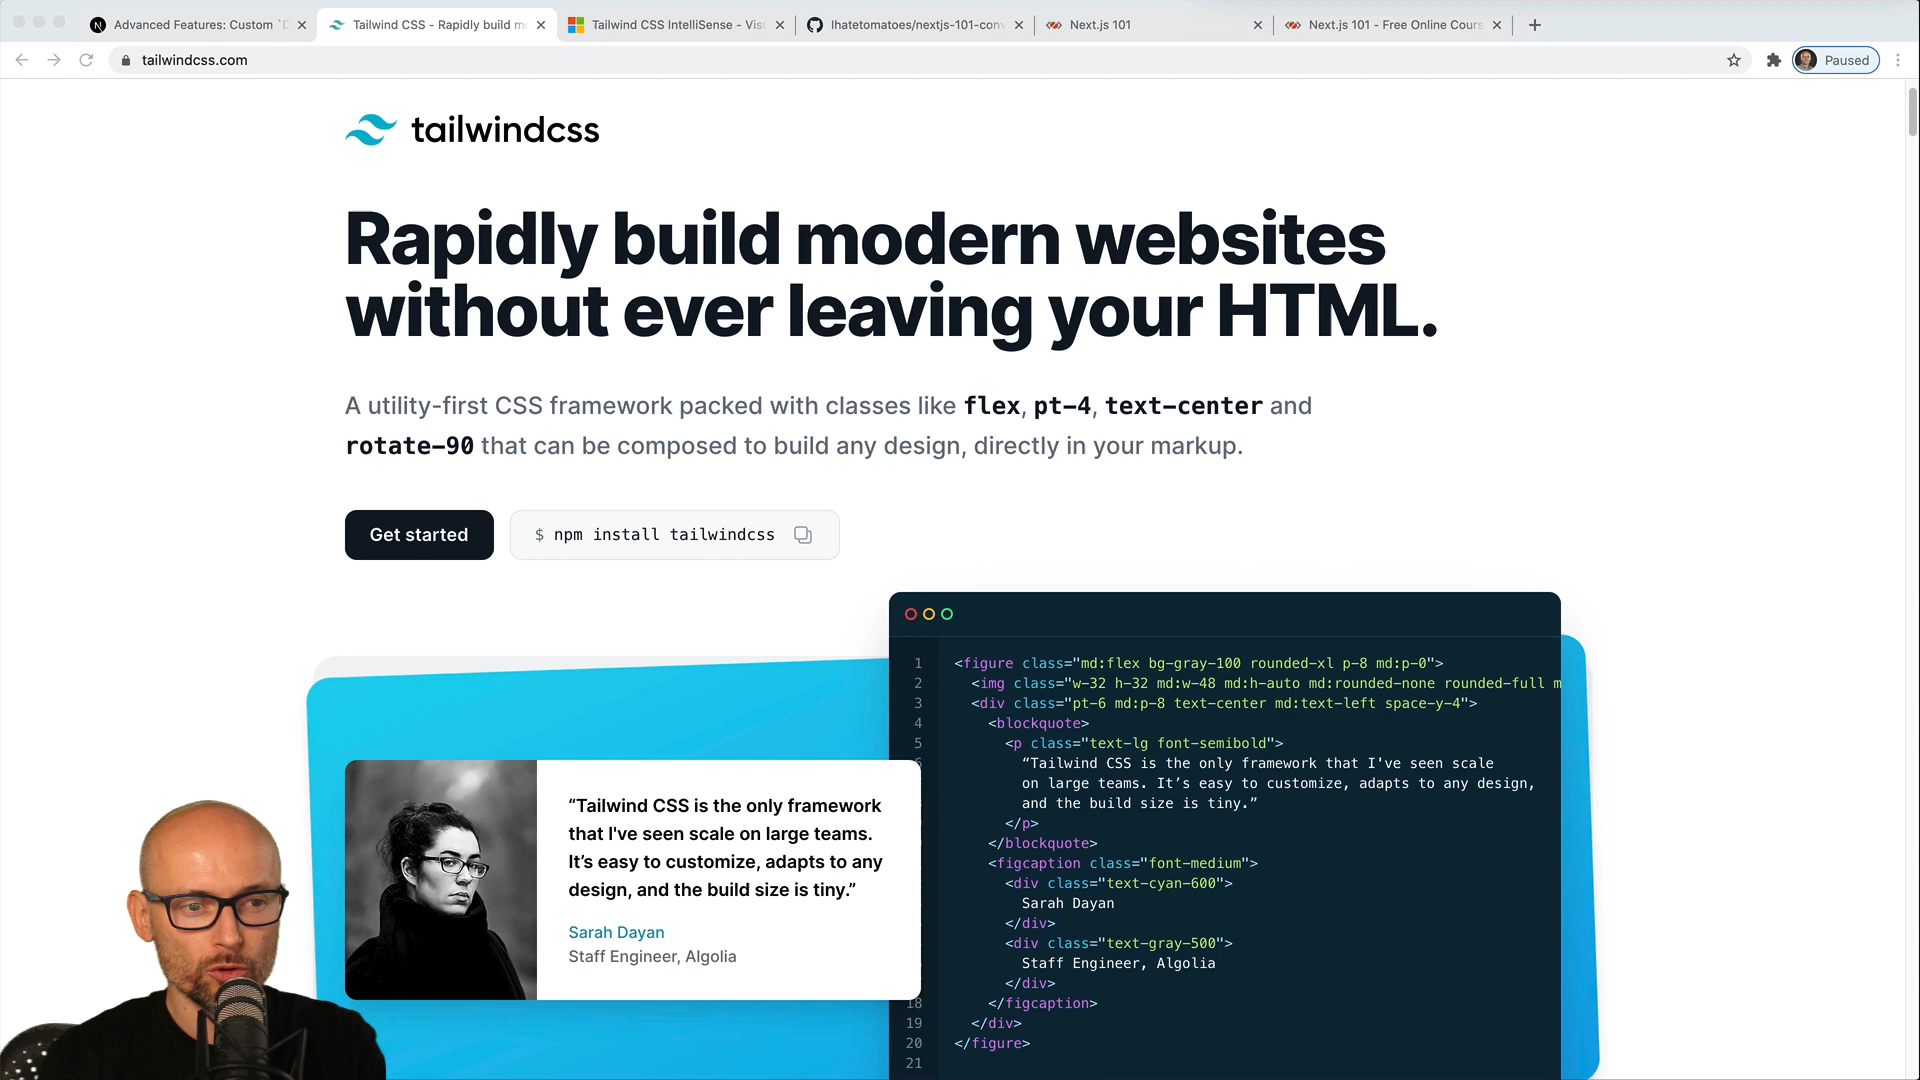 N
Advanced Features: Custom `D
Tailwind CSS - Rapidly build m
Tailwind CSS IntelliSense - Visu
Ihatetomatoes/nextjs-101-conv
Next.js 101
Next.js 101 - Free Online Cours
tailwindcss.com
Paused
tailwindcss
Rapidly build modern websites
without ever leaving your HTML.
A utility-first CSS framework packed with classes like flex, pt-4, text-center and
rotate-90 that can be composed to build any design, directly in your markup.
Get started
$ npm install tailwindcss
“Tailwind CSS is the only framework
that I've seen scale on large teams.
It’s easy to customize, adapts to any
design, and the build size is tiny.”
Sarah Dayan
Staff Engineer, Algolia
1 <figure class="md:flex bg-gray-100 rounded-xl p-8 md:p-0">
2 <img class="w-32 h-32 md:w-48 md:h-auto md:rounded-none rounded-full m
3 <div class="pt-6 md:p-8 text-center md:text-left space-y-4">
4 <blockquote>
5 <p class="text-lg font-semibold">
“Tailwind CSS is the only framework that I've seen scale
on large teams. It’s easy to customize, adapts to any design,
and the build size is tiny.”
</p>
</blockquote>
<figcaption class="font-medium">
<div class="text-cyan-600">
Sarah Dayan
</div>
<div class="text-gray-500">
Staff Engineer, Algolia
</div>
18 </figcaption>
19 </div>
20 </figure>
21